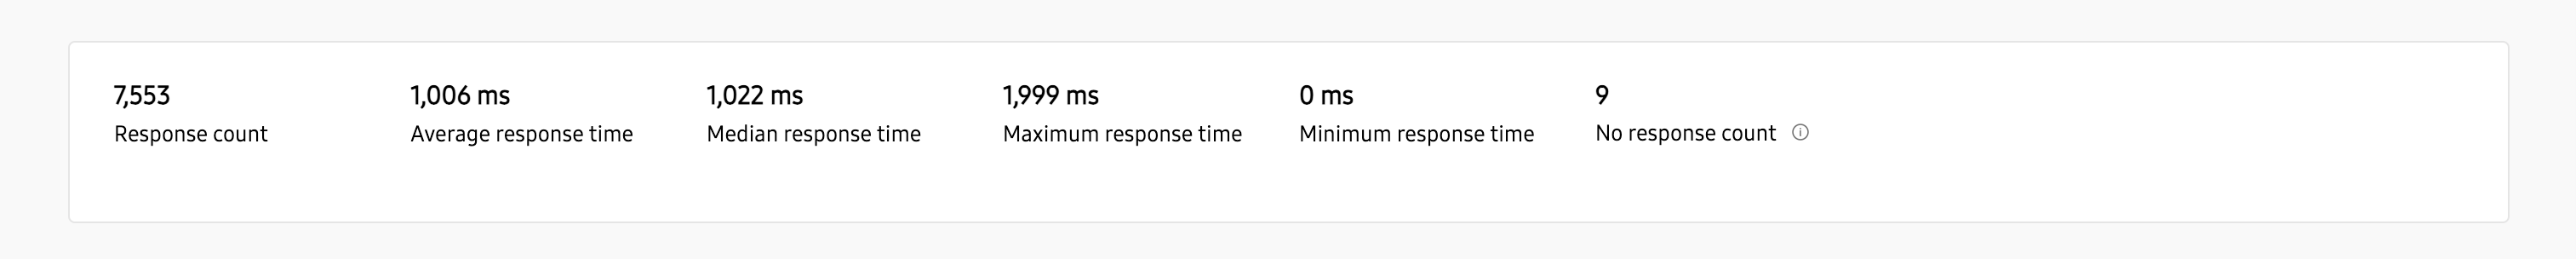 7,553
Response count
1,006 ms
Average response time
1,022 ms
Median response time
1,999 ms
Maximum response time
0 ms
Minimum response time
9
No response count